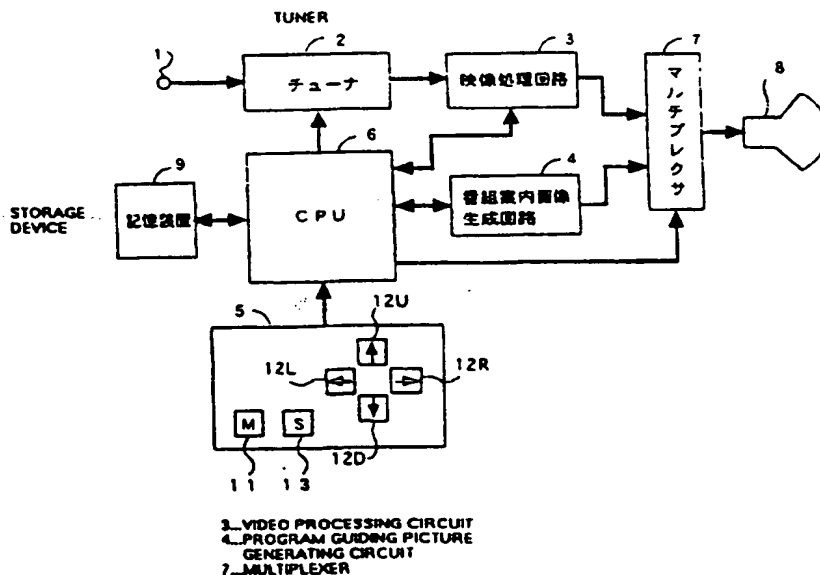 TUNER
1
2
チューナ
3
映像処理回路
7
マルチプレクサ
8
6
CPU
4
番組案内画像
生成回路
9
記憶装置
STORAGE
DEVICE
5
12U
12L
12R
12D
M
S
11
13
3...VIDEO PROCESSING CIRCUIT
4...PROGRAM GUIDING PICTURE
GENERATING CIRCUIT
7...MULTIPLEXER